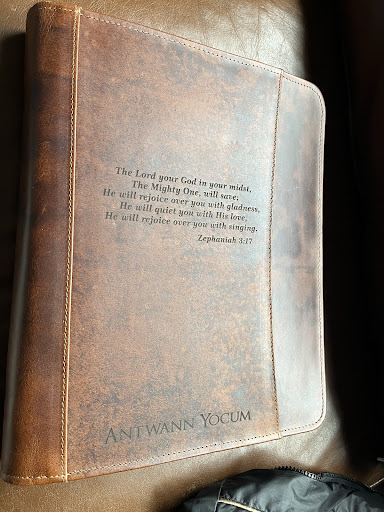 The Lord your God in your midst,
The Mighty One, will save;
He will rejoice over you with gladness,
He will quiet you with His love,
He will rejoice over you with singing.
Zephaniah 3:17
Antwann Yocum